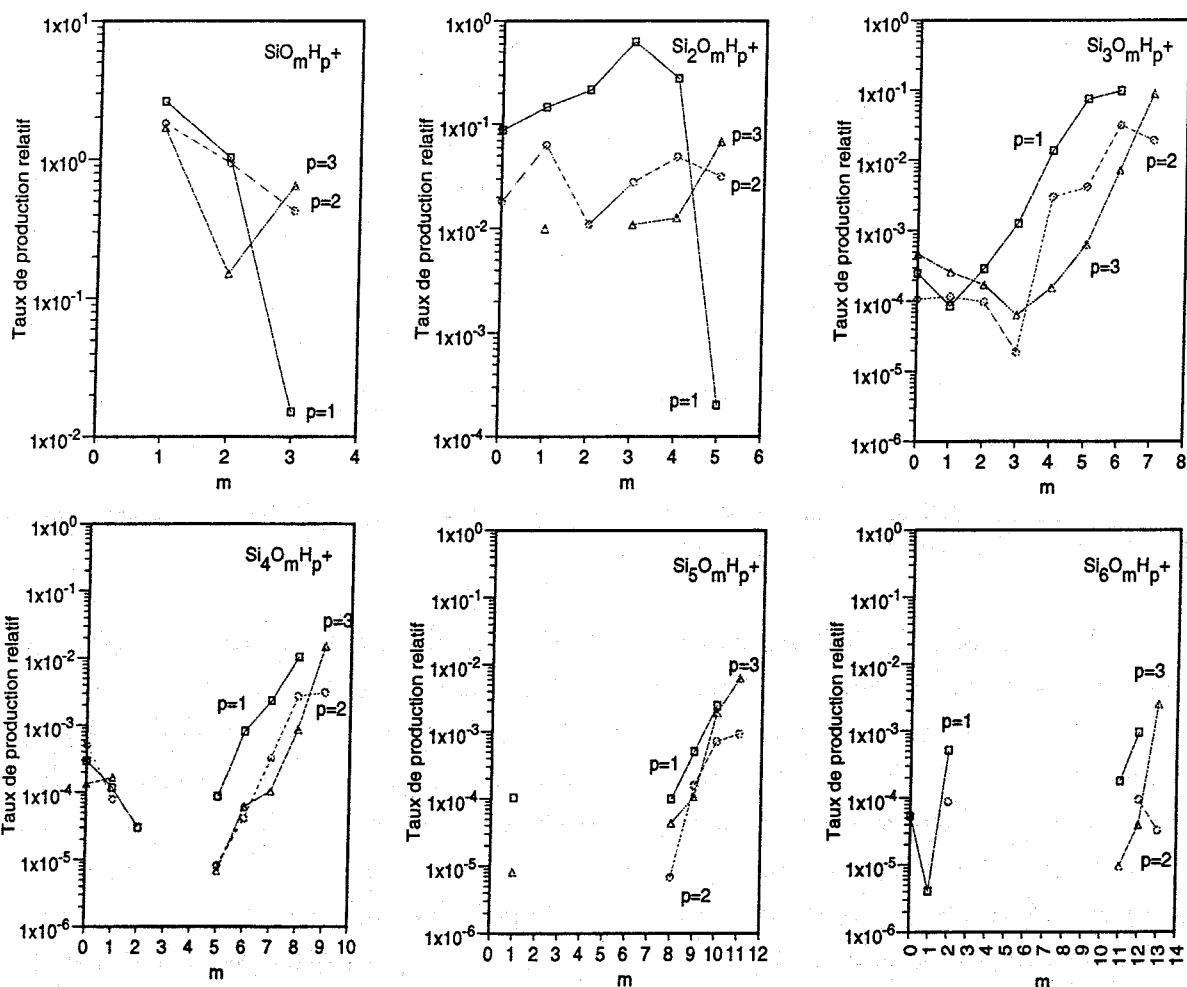 Taux de production relatif
1x10^1
1x10^0
1x10^-1
1x10^-2
SiO_mH_p+
p=3
p=2
p=1
0 1 2 3 4
m
Taux de production relatif
1x10^0
1x10^-1
1x10^-2
1x10^-3
1x10^-4
Si_2O_mH_p+
p=3
p=2
p=1
0 1 2 3 4 5 6
m
Taux de production relatif
1x10^0
1x10^-1
1x10^-2
1x10^-3
1x10^-4
1x10^-5
1x10^-6
Si_3O_mH_p+
p=1
p=2
p=3
0 1 2 3 4 5 6 7 8
m
Taux de production relatif
1x10^0
1x10^-1
1x10^-2
1x10^-3
1x10^-4
1x10^-5
1x10^-6
Si_4O_mH_p+
p=3
p=1
p=2
0 1 2 3 4 5 6 7 8 9 10
m
Taux de production relatif
1x10^0
1x10^-1
1x10^-2
1x10^-3
1x10^-4
1x10^-5
1x10^-6
Si_5O_mH_p+
p=3
p=1
p=2
0 1 2 3 4 5 6 7 8 9 10 11 12
m
Taux de production relatif
1x10^0
1x10^-1
1x10^-2
1x10^-3
1x10^-4
1x10^-5
1x10^-6
Si_6O_mH_p+
p=3
p=1
p=2
0 1 2 3 4 5 6 7 8 9 10 11 12 13 14
m